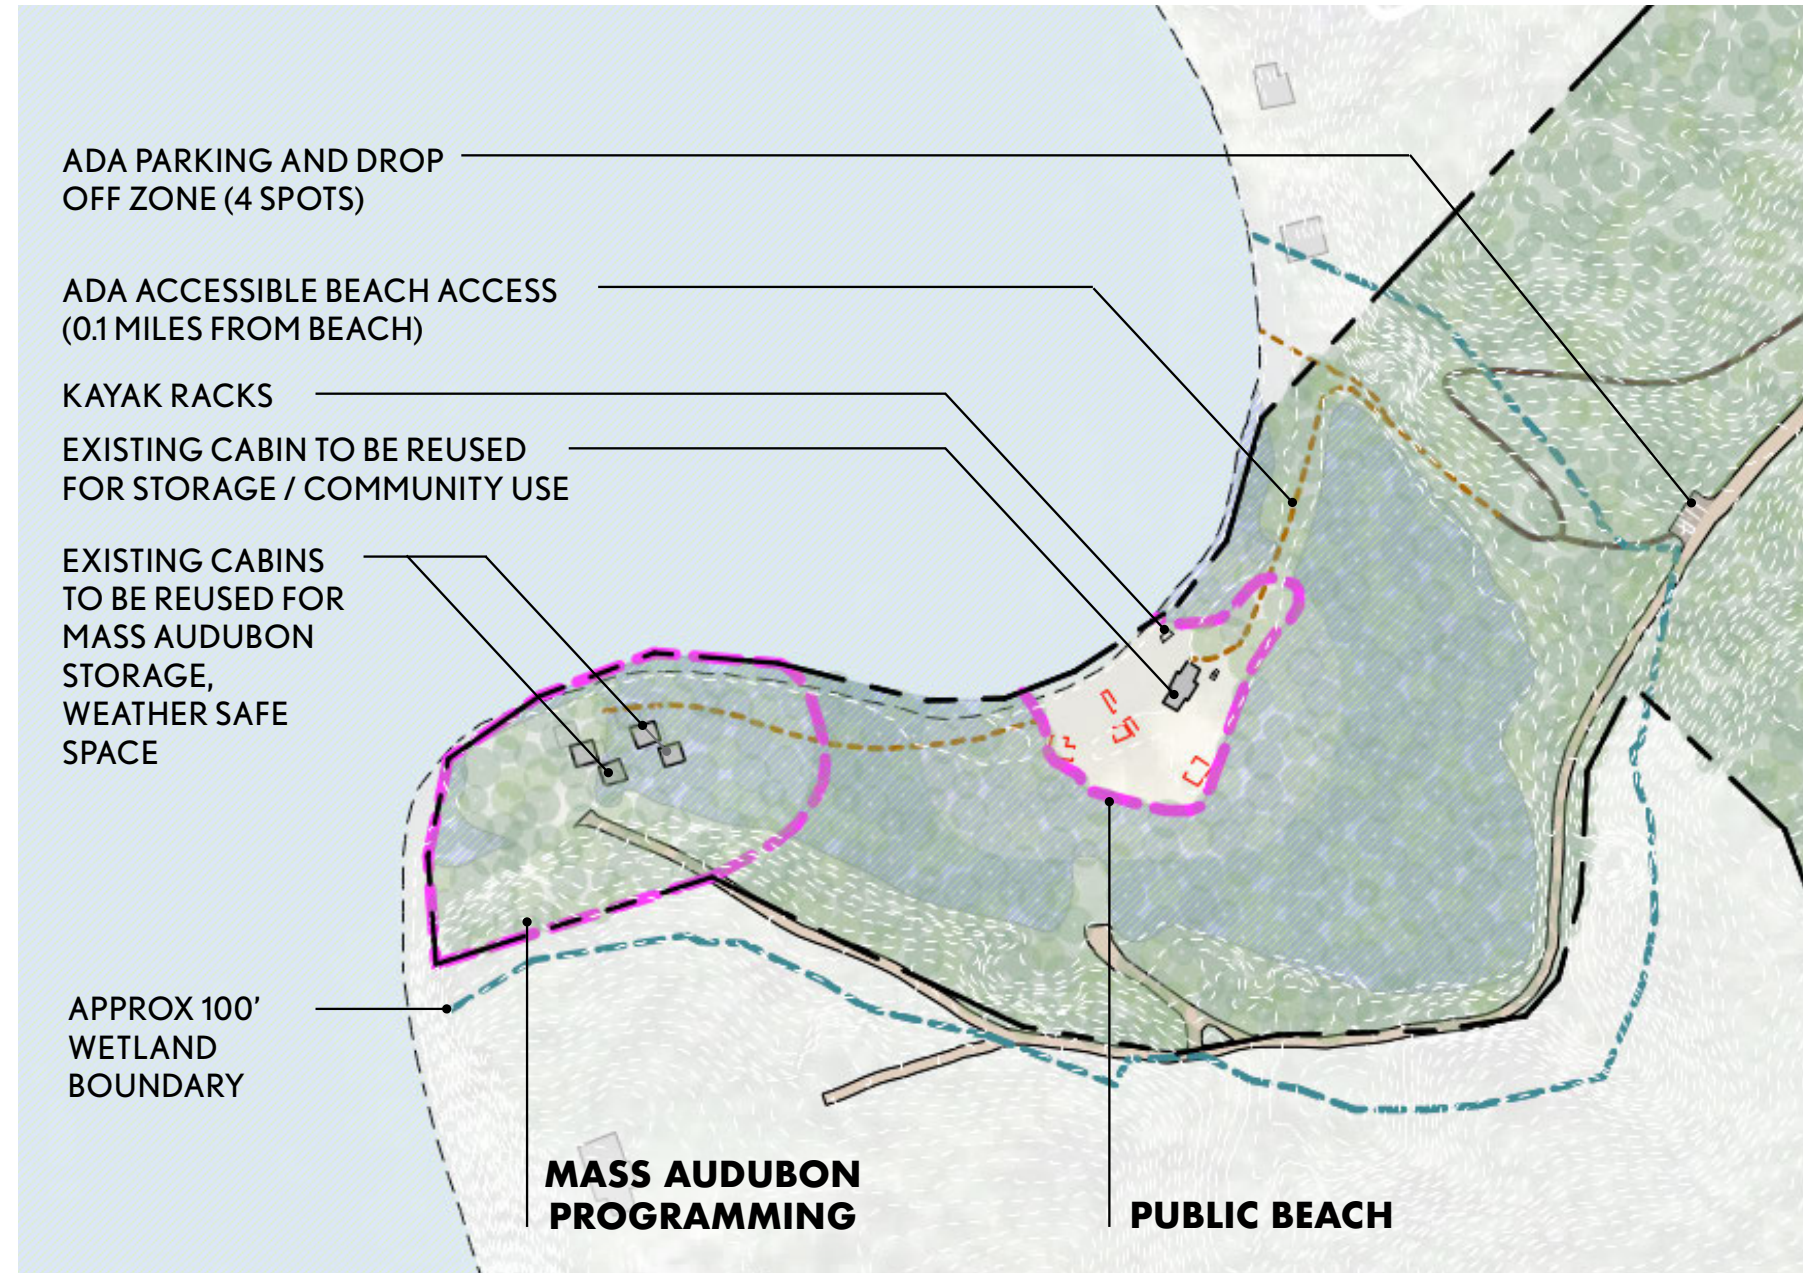 ADA PARKING AND DROP
OFF ZONE (4 SPOTS)
ADA ACCESSIBLE BEACH ACCESS
(0.1 MILES FROM BEACH)
KAYAK RACKS
EXISTING CABIN TO BE REUSED
FOR STORAGE / COMMUNITY USE
EXISTING CABINS
TO BE REUSED FOR
MASS AUDUBON
STORAGE,
WEATHER SAFE
SPACE
APPROX 100’
WETLAND
BOUNDARY
MASS AUDUBON
PROGRAMMING
PUBLIC BEACH